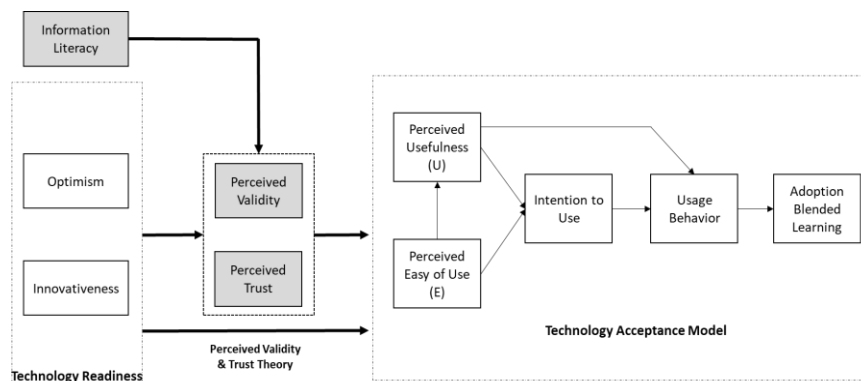 Information
Literacy
Optimism
Innovativeness
Technology Readiness
Perceived
Validity
Perceived
Trust
Perceived Validity
& Trust Theory
Perceived
Usefulness
(U)
Perceived
Easy of Use
(E)
Intention to
Use
Usage
Behavior
Adoption
Blended
Learning
Technology Acceptance Model